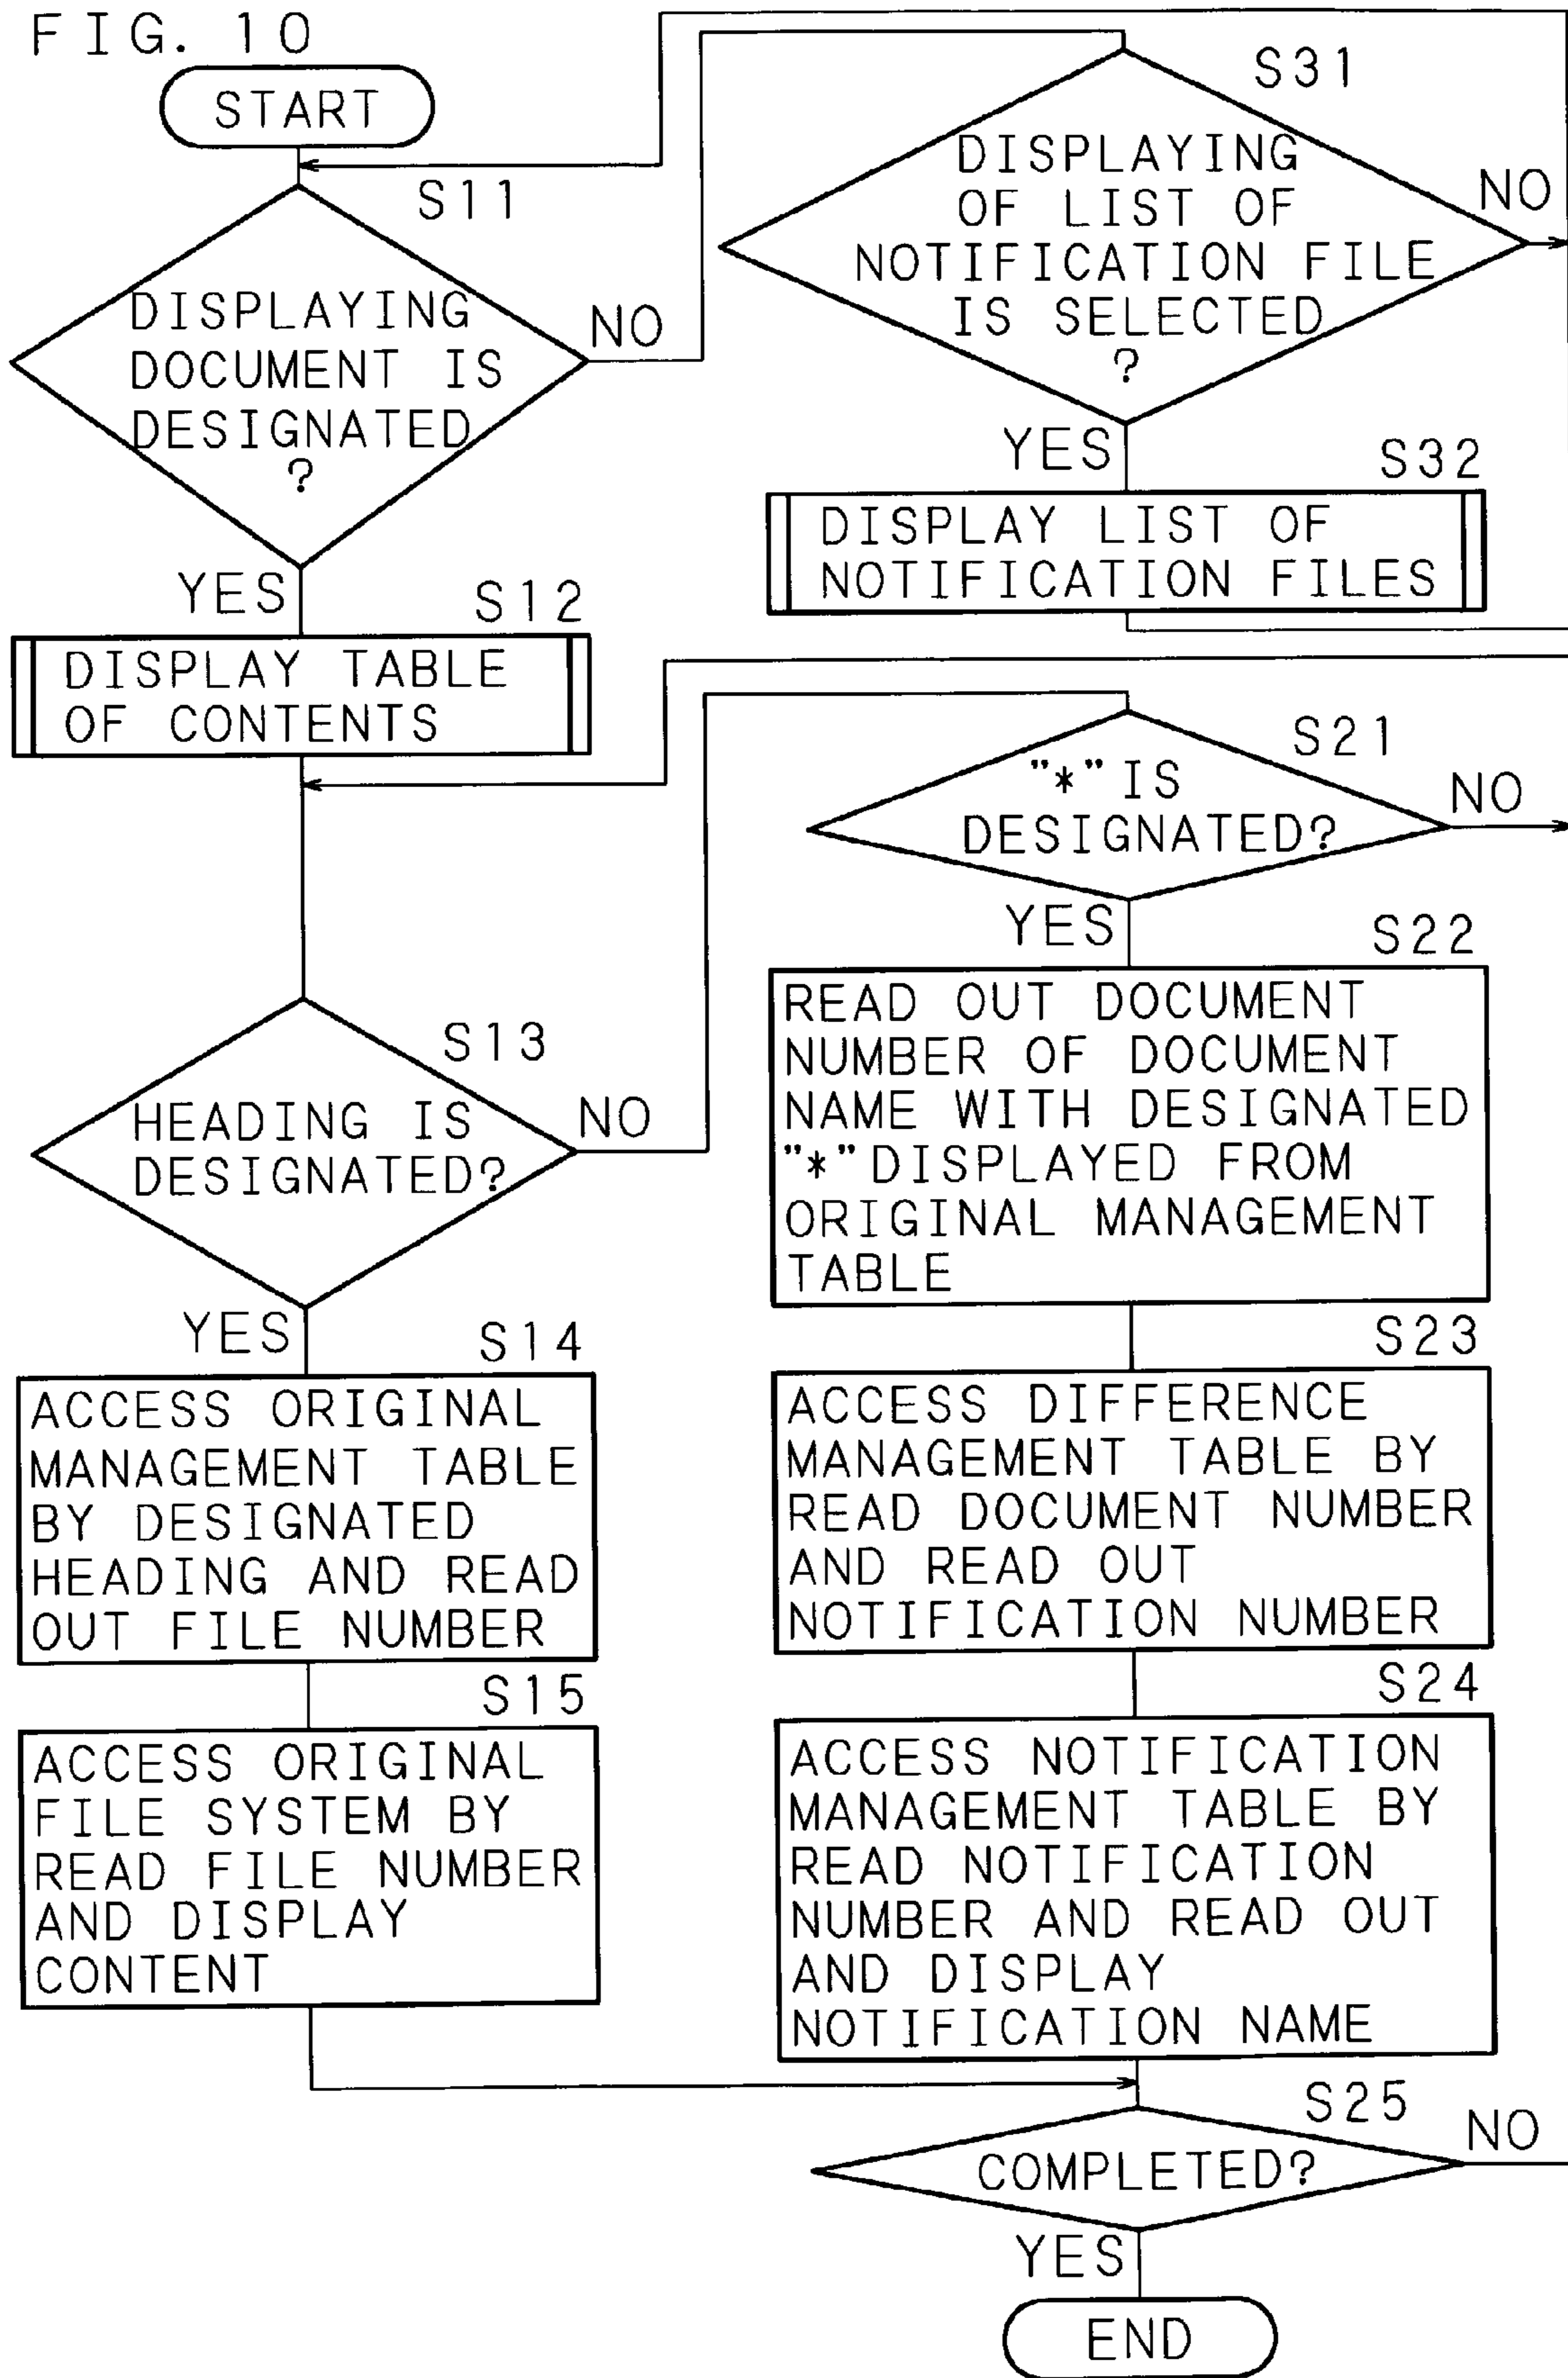 FIG. 10
START
S11
DISPLAYING
DOCUMENT IS
DESIGNATED
?
NO
YES
S12
DISPLAY TABLE
OF CONTENTS
S13
HEADING IS
DESIGNATED?
NO
YES
S14
ACCESS ORIGINAL
MANAGEMENT TABLE
BY DESIGNATED
HEADING AND READ
OUT FILE NUMBER
S15
ACCESS ORIGINAL
FILE SYSTEM BY
READ FILE NUMBER
AND DISPLAY
CONTENT
S31
DISPLAYING
OF LIST OF
NOTIFICATION FILE
IS SELECTED
?
NO
YES
S32
DISPLAY LIST OF
NOTIFICATION FILES
S21
"*" IS
DESIGNATED?
NO
YES
S22
READ OUT DOCUMENT
NUMBER OF DOCUMENT
NAME WITH DESIGNATED
"*" DISPLAYED FROM
ORIGINAL MANAGEMENT
TABLE
S23
ACCESS DIFFERENCE
MANAGEMENT TABLE BY
READ DOCUMENT NUMBER
AND READ OUT
NOTIFICATION NUMBER
S24
ACCESS NOTIFICATION
MANAGEMENT TABLE BY
READ NOTIFICATION
NUMBER AND READ OUT
AND DISPLAY
NOTIFICATION NAME
S25
COMPLETED?
NO
YES
END